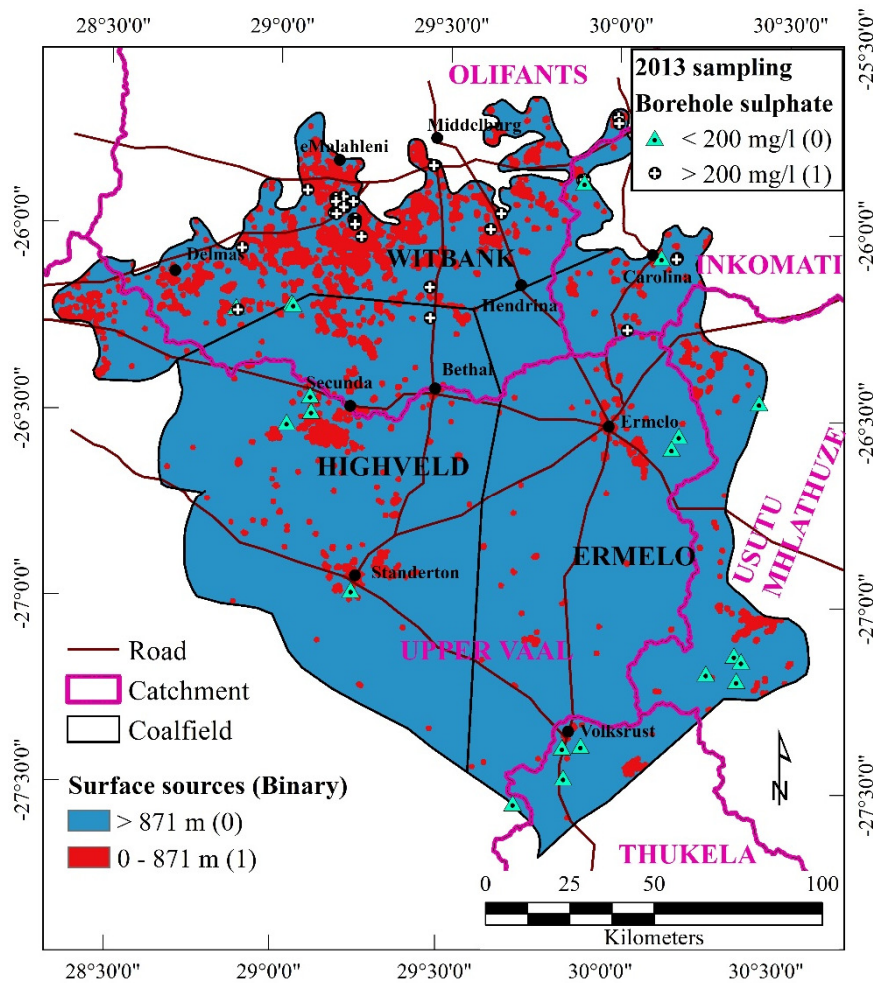 28°30'0"
29°0'0"
29°30'0"
30°0'0"
30°30'0"
-25°30'0"
-26°0'0"
-26°30'0"
-27°0'0"
-27°30'0"
-25°30'0"
-26°0'0"
-26°30'0"
-27°0'0"
-27°30'0"
OLIFANTS
2013 sampling
Borehole sulphate
< 200 mg/l (0)
> 200 mg/l (1)
Middelburg
eMalahleni
Delmas
WITBANK
Carolina
INKOMATI
Hendrina
Bethal
Secunda
Ermelo
HIGHVELD
USUTU
MHLATHUZE
ERMELO
Standerton
UPPER VAAL
Road
Catchment
Coalfield
Volksrust
Surface sources (Binary)
> 871 m (0)
0 - 871 m (1)
THUKELA
0 25 50 100
Kilometers
N
28°30'0"
29°0'0"
29°30'0"
30°0'0"
30°30'0"